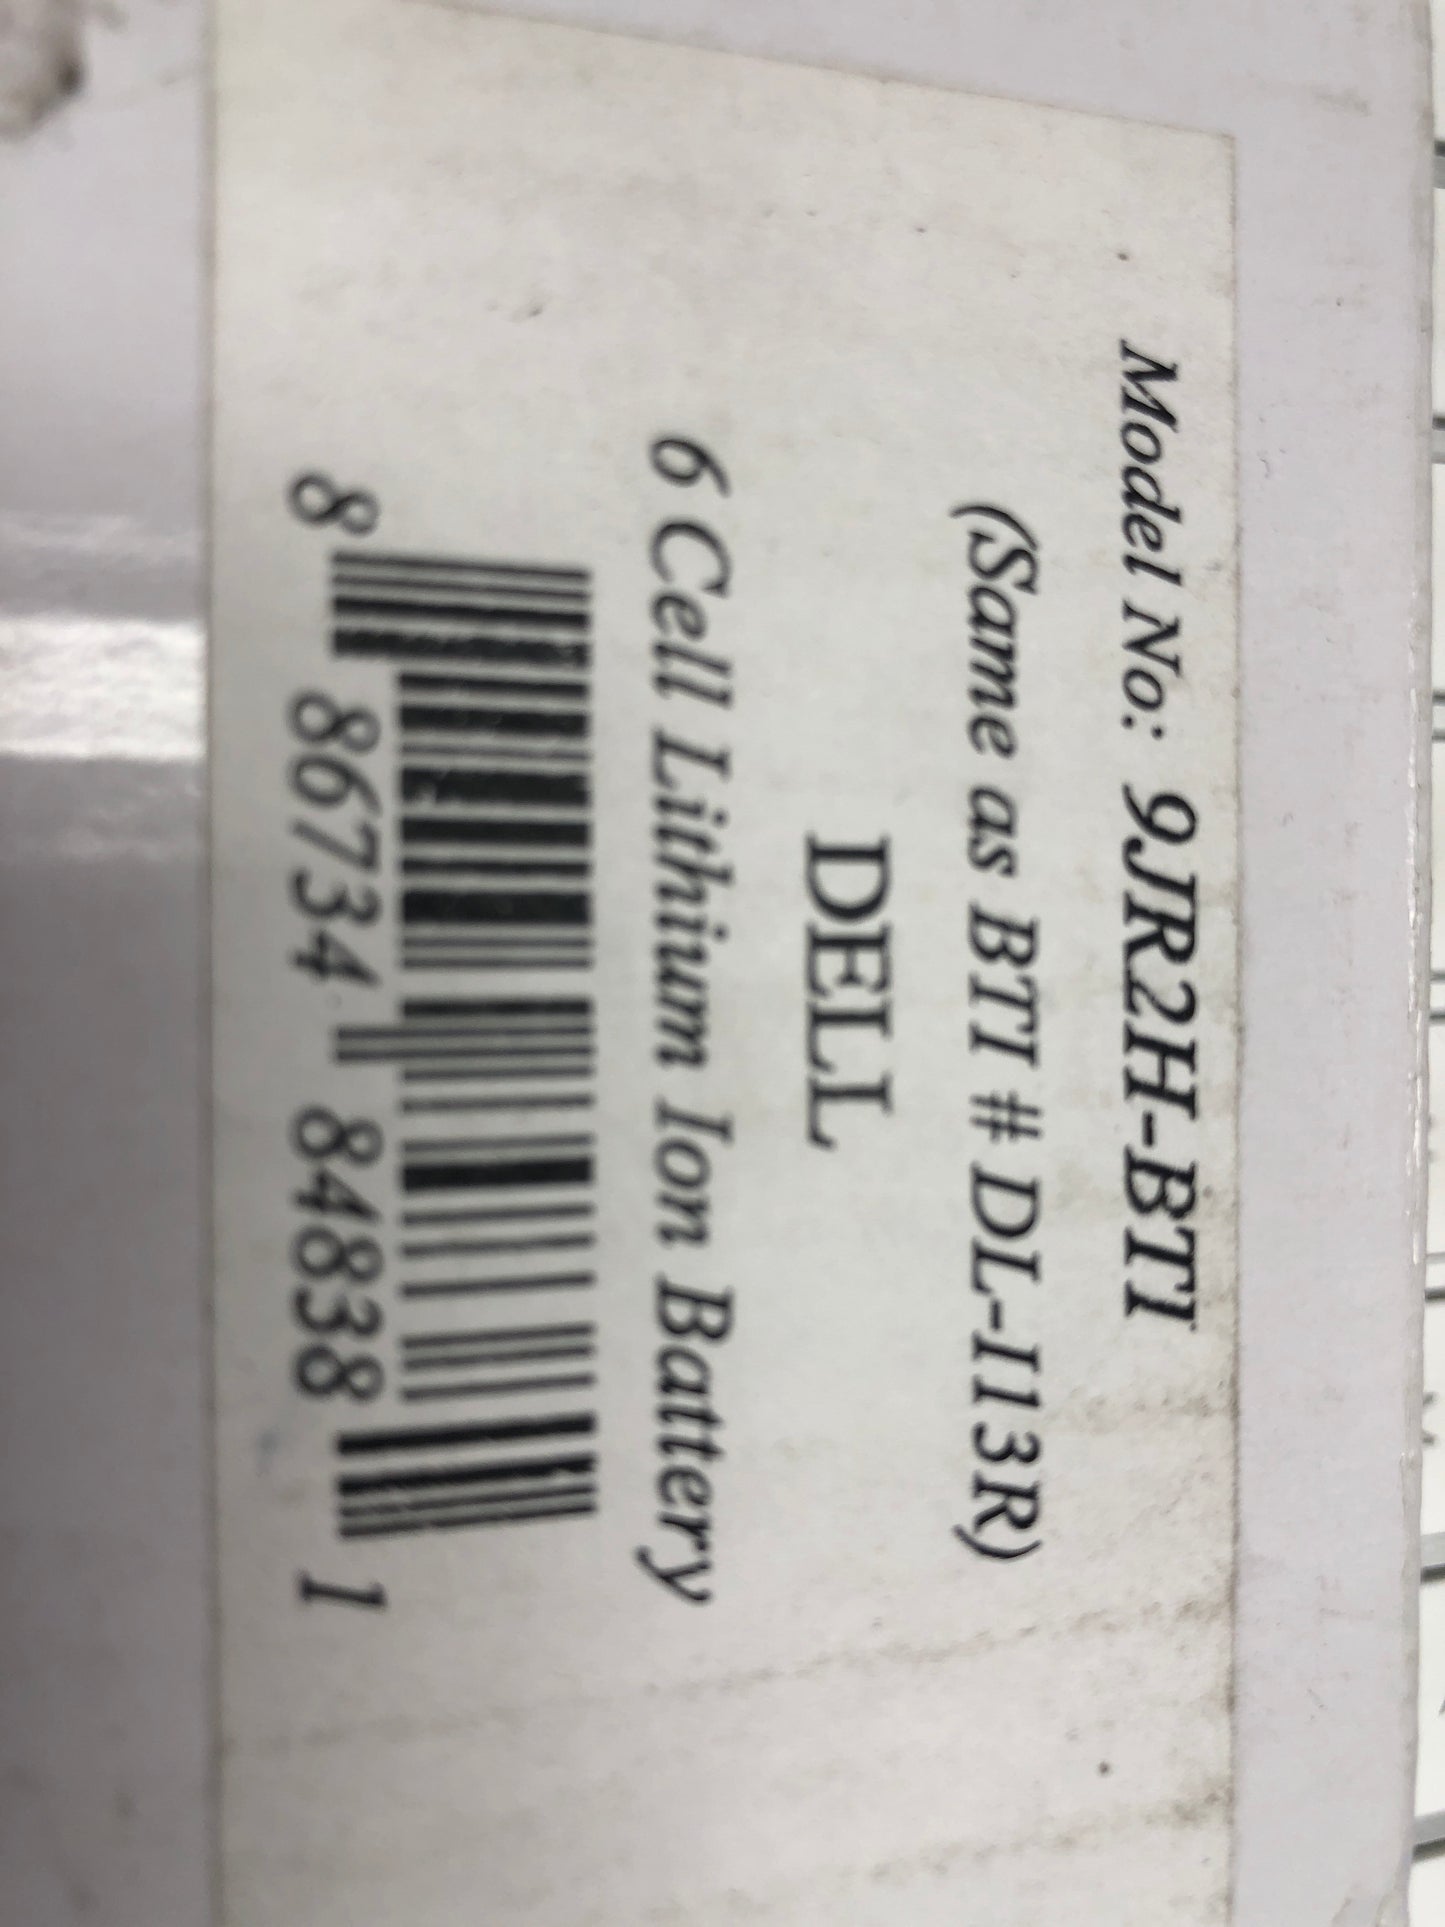 Model No: 9JR2H-BTI
(Same as BTI # DL-I13R)
DELL
6 Cell Lithium Ion Battery
8 86734 84838 1